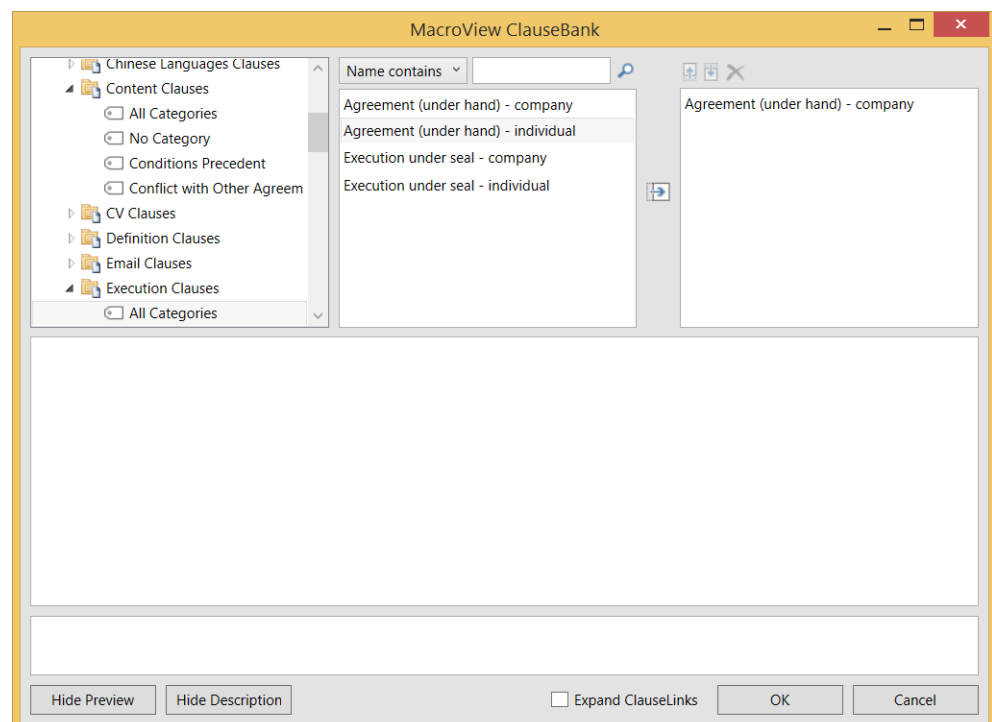 MacroView ClauseBank
Chinese Languages Clauses
Content Clauses
All Categories
No Category
Conditions Precedent
Conflict with Other Agreem
CV Clauses
Definition Clauses
Email Clauses
Execution Clauses
All Categories
Name contains
Agreement (under hand) - company
Agreement (under hand) - individual
Execution under seal - company
Execution under seal - individual
Agreement (under hand) - company
Hide Preview
Hide Description
Expand ClauseLinks
OK
Cancel